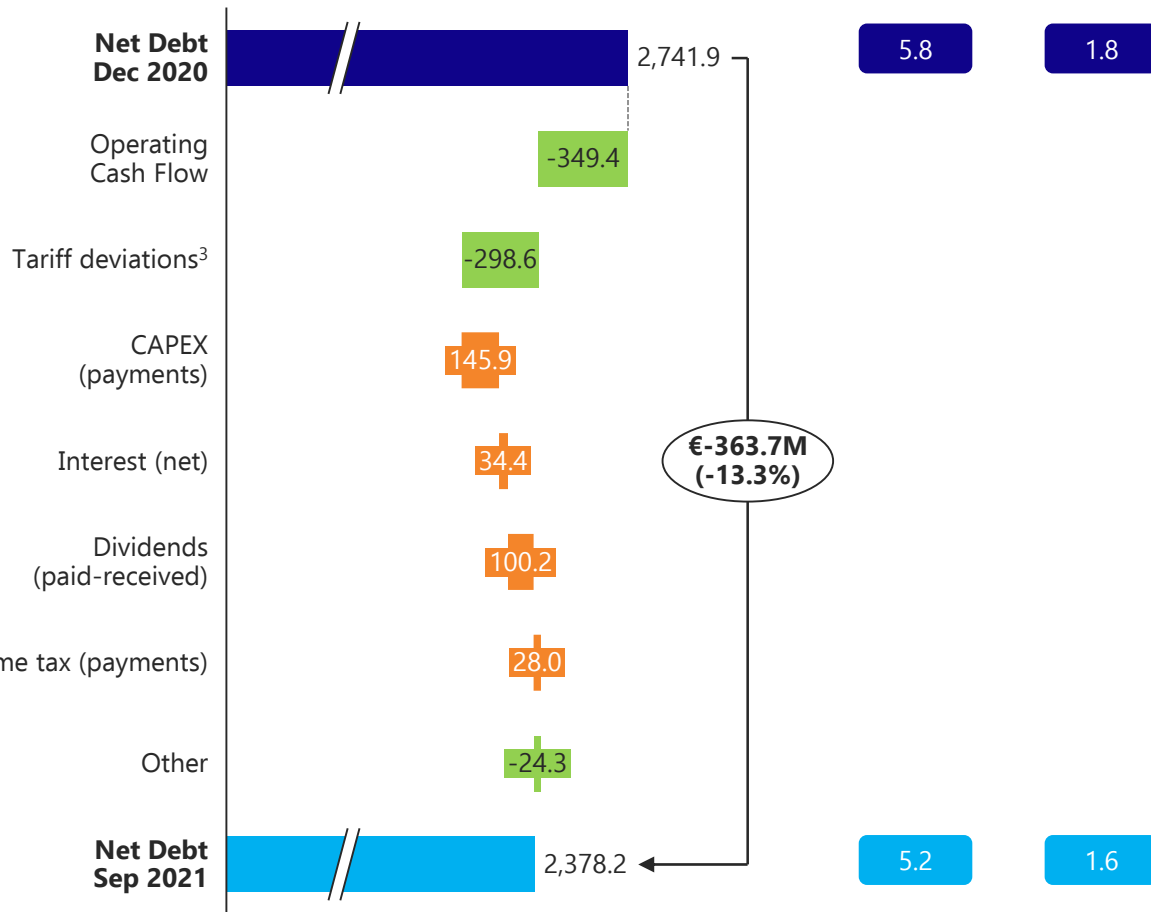 Net Debt
Dec 2020
2,741.9
5.8
1.8
Operating
Cash Flow
-349.4
Tariff deviations³
-298.6
CAPEX
(payments)
145.9
Interest (net)
34.4
€-363.7M
(-13.3%)
Dividends
(paid-received)
100.2
me tax (payments)
28.0
Other
-24.3
Net Debt
Sep 2021
2,378.2
5.2
1.6